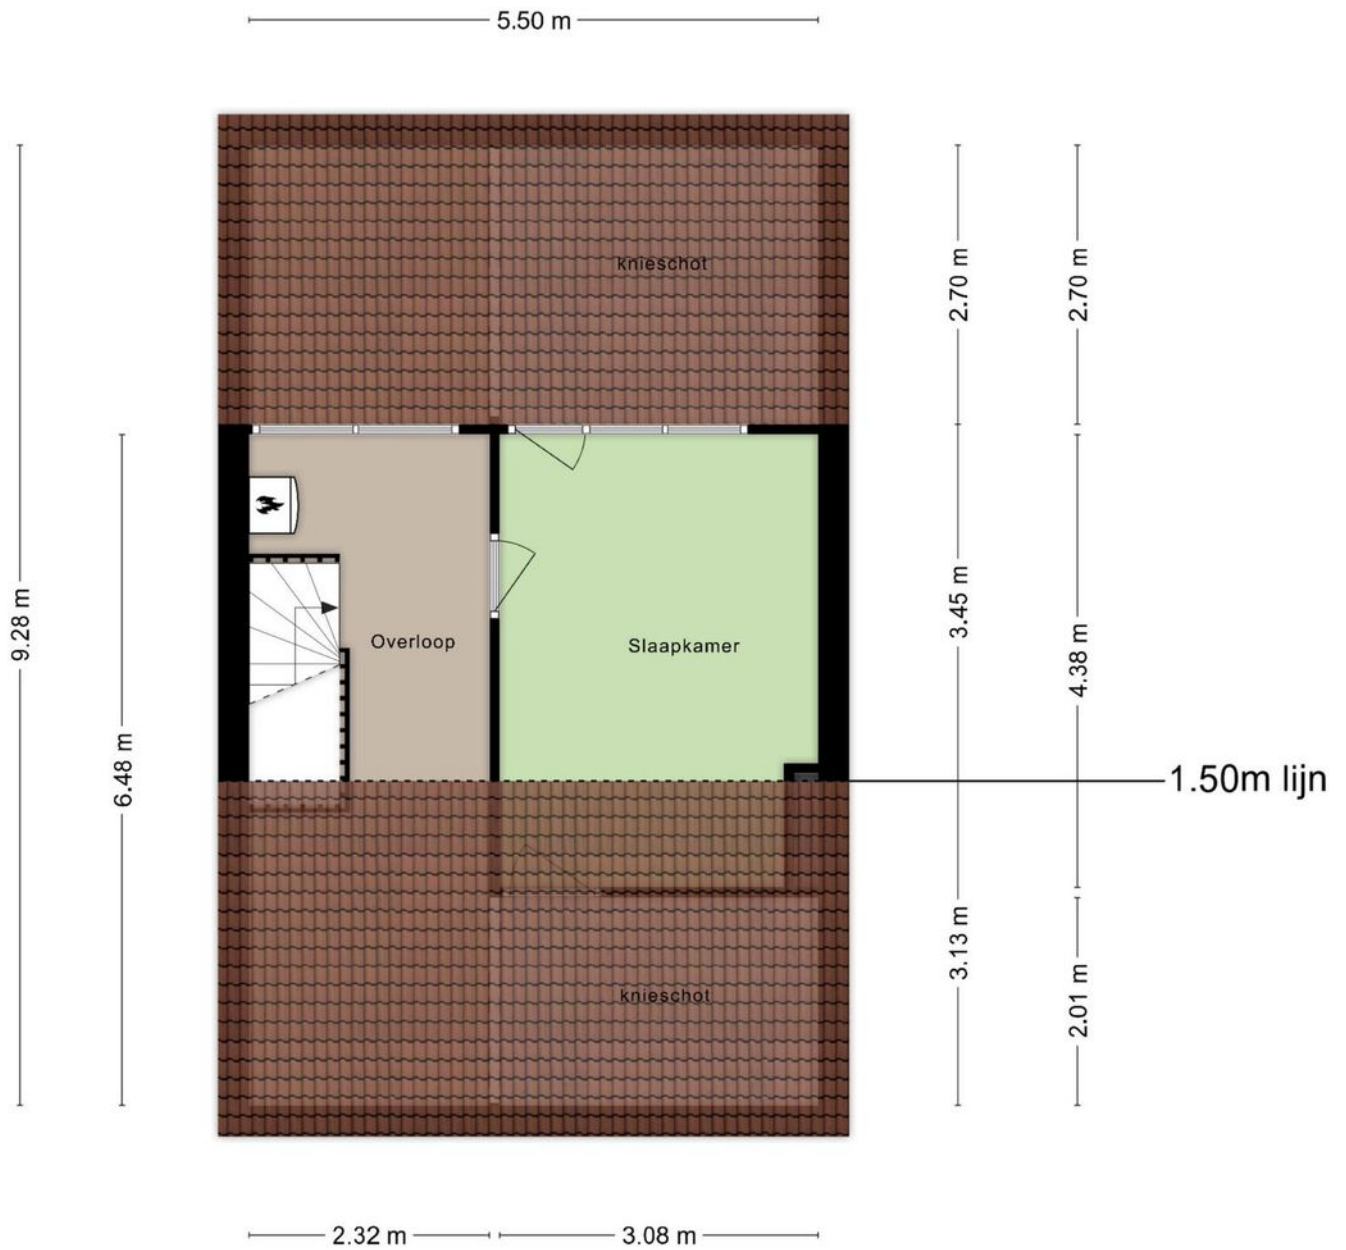 5.50 m
knieschot
2.70 m
2.70 m
9.28 m
6.48 m
Overloop
Slaapkamer
3.45 m
4.38 m
1.50m lijn
3.13 m
2.01 m
knieschot
2.32 m
3.08 m